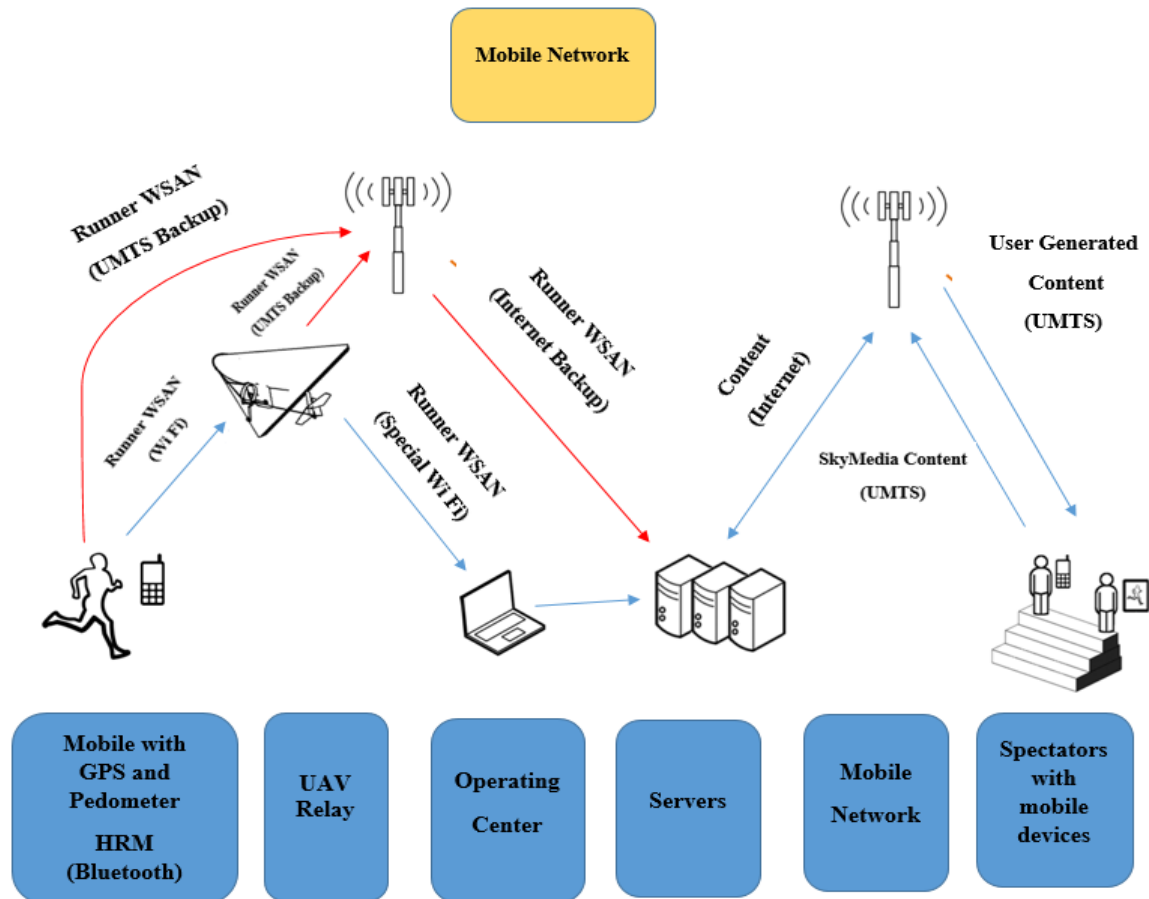 Mobile Network
Runner WSAN
(UMTS Backup)
Runner WSAN
(UMTS Backup)
Runner WSAN
(Wi Fi)
Runner WSAN
(Special Wi Fi)
Runner WSAN
(Internet Backup)
Content
(Internet)
SkyMedia Content
(UMTS)
User Generated
Content
(UMTS)
Mobile with
GPS and
Pedometer
HRM
(Bluetooth)
UAV
Relay
Operating
Center
Servers
Mobile
Network
Spectators
with
mobile
devices